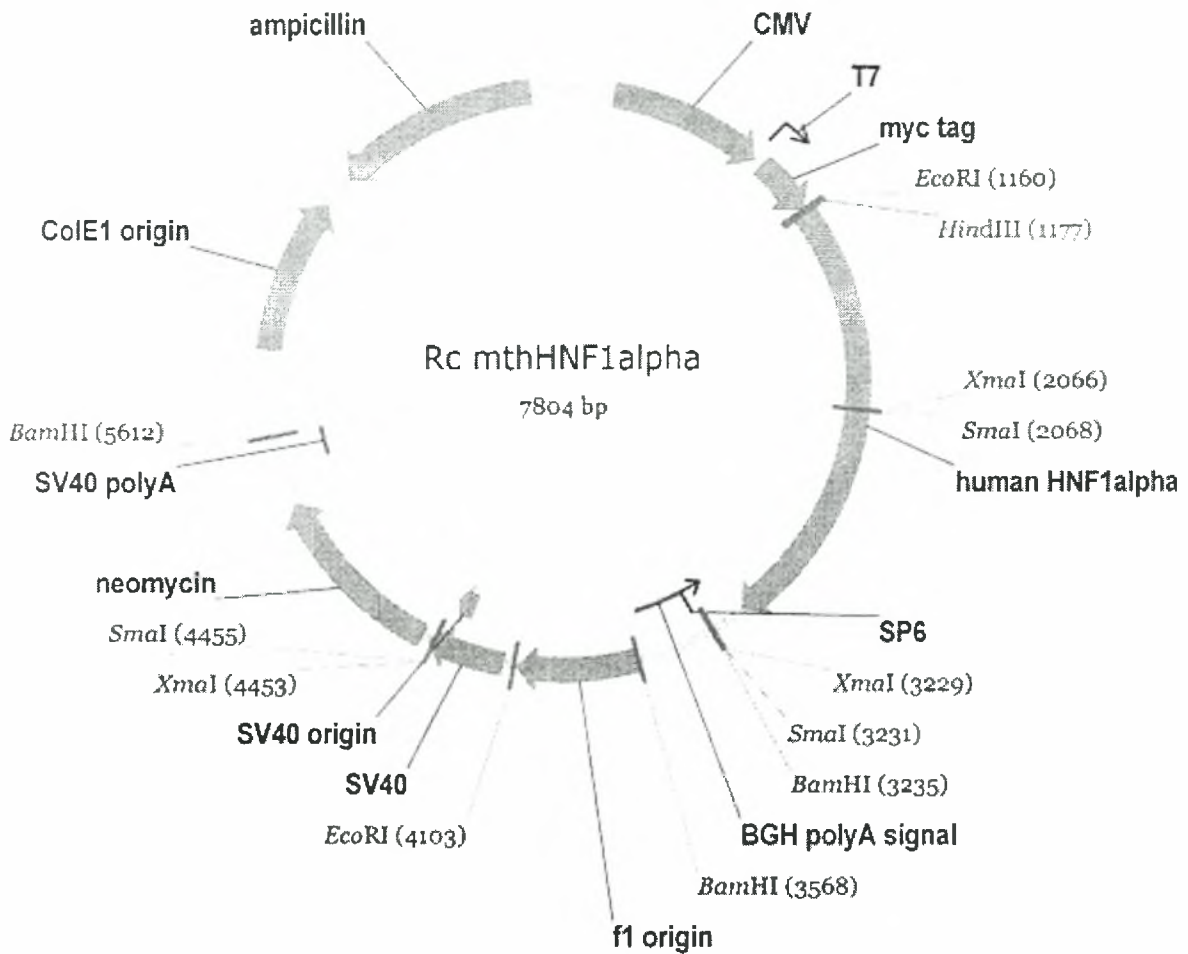 ampicillin
CMV
T7
myc tag
EcoRI (1160)
HindIII (1177)
ColE1 origin
Rc mthHNF1alpha
7804 bp
XmaI (2066)
SmaI (2068)
human HNF1alpha
BamHI (5612)
SV40 polyA
neomycin
SmaI (4455)
XmaI (4453)
SV40 origin
SV40
EcoRI (4103)
SP6
XmaI (3229)
SmaI (3231)
BamHI (3235)
BGH polyA signal
BamHI (3568)
f1 origin